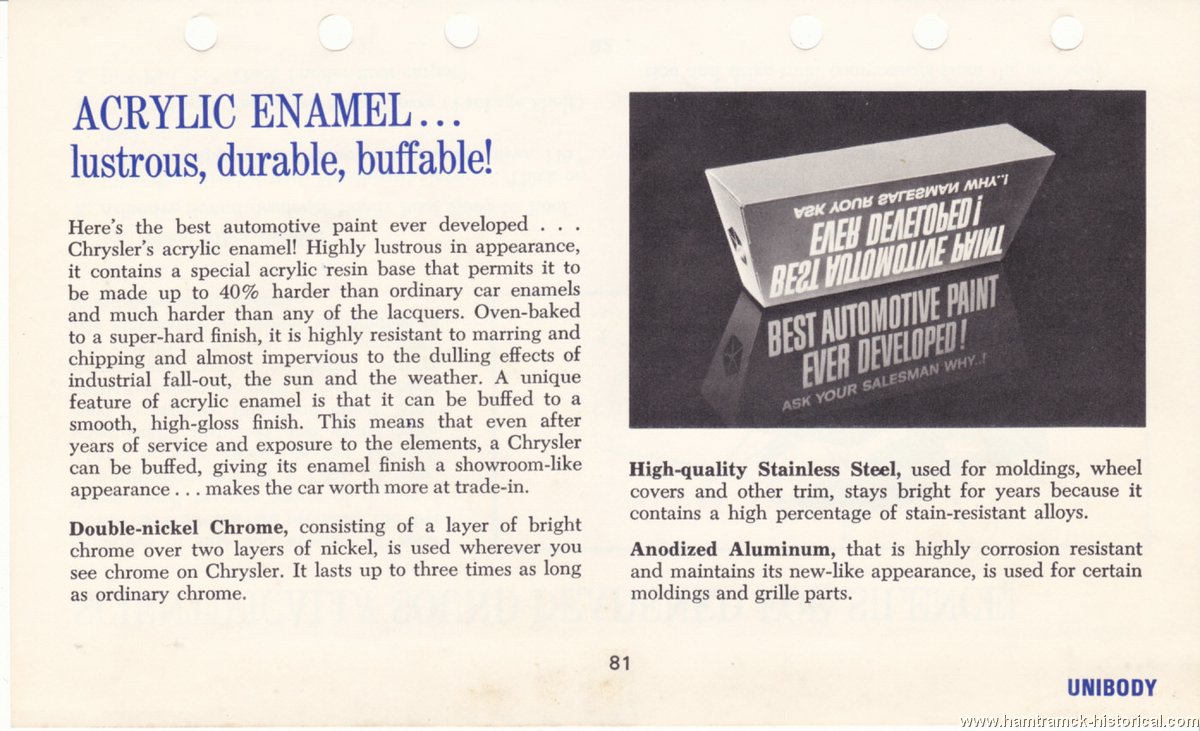 ACRYLIC ENAMEL...
lustrous, durable, buffable!
Here's the best automotive paint ever developed . . .
Chrysler's acrylic enamel! Highly lustrous in appearance,
it contains a special acrylic resin base that permits it to
be made up to 40% harder than ordinary car enamels
and much harder than any of the lacquers. Oven-baked
to a super-hard finish, it is highly resistant to marring and
chipping and almost impervious to the dulling effects of
industrial fall-out, the sun and the weather. A unique
feature of acrylic enamel is that it can be buffed to a
smooth, high-gloss finish. This means that even after
years of service and exposure to the elements, a Chrysler
can be buffed, giving its enamel finish a showroom-like
appearance . . . makes the car worth more at trade-in.
Double-nickel Chrome, consisting of a layer of bright
chrome over two layers of nickel, is used wherever you
see chrome on Chrysler. It lasts up to three times as long
as ordinary chrome.
ASK YOUR SALESMAN WHY..!
EVER DEVELOPED!
BEST AUTOMOTIVE PAINT
BEST AUTOMOTIVE PAINT
EVER DEVELOPED!
ASK YOUR SALESMAN WHY..!
High-quality Stainless Steel, used for moldings, wheel
covers and other trim, stays bright for years because it
contains a high percentage of stain-resistant alloys.
Anodized Aluminum, that is highly corrosion resistant
and maintains its new-like appearance, is used for certain
moldings and grille parts.
81
UNIBODY
www.hamtramck-historical.com